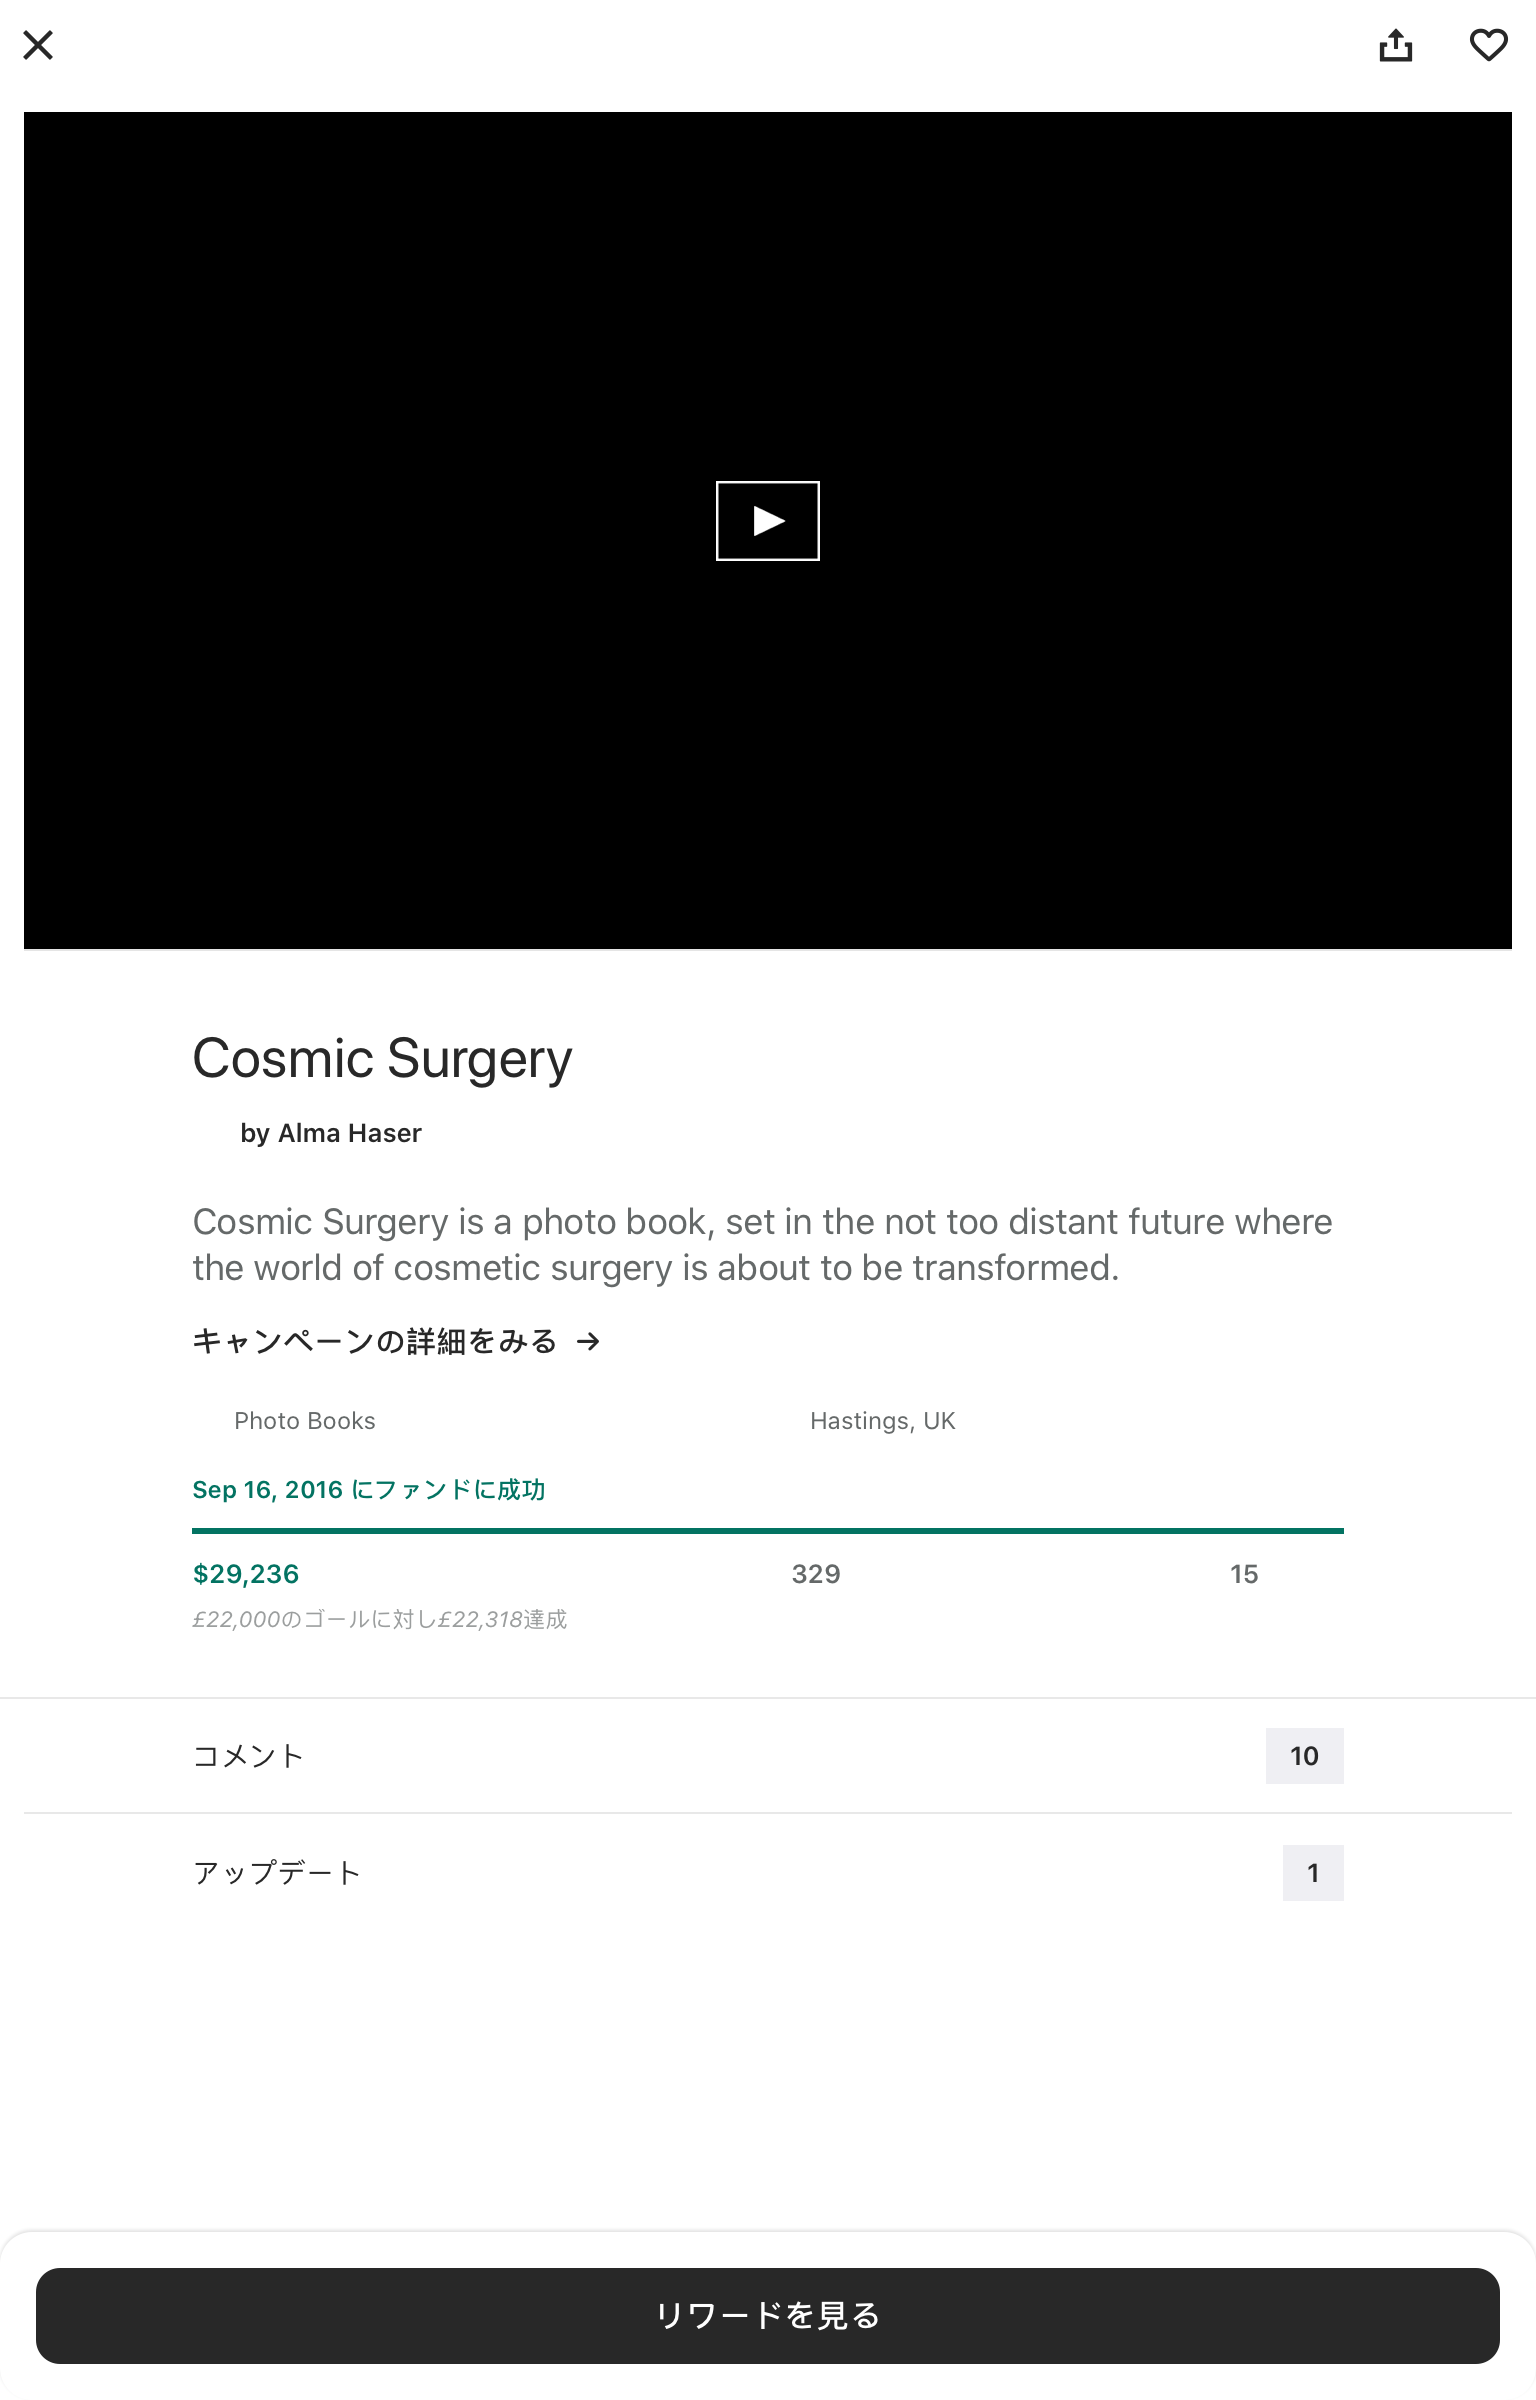 Cosmic Surgery
by Alma Haser
Cosmic Surgery is a photo book, set in the not too distant future where
the world of cosmetic surgery is about to be transformed.
キャンペーンの詳細をみる →
Photo Books
Hastings, UK
Sep 16, 2016 にファンドに成功
$29,236
329
15
£22,000のゴールに対し£22,318達成
コメント
10
アップデート
1
リワードを見る